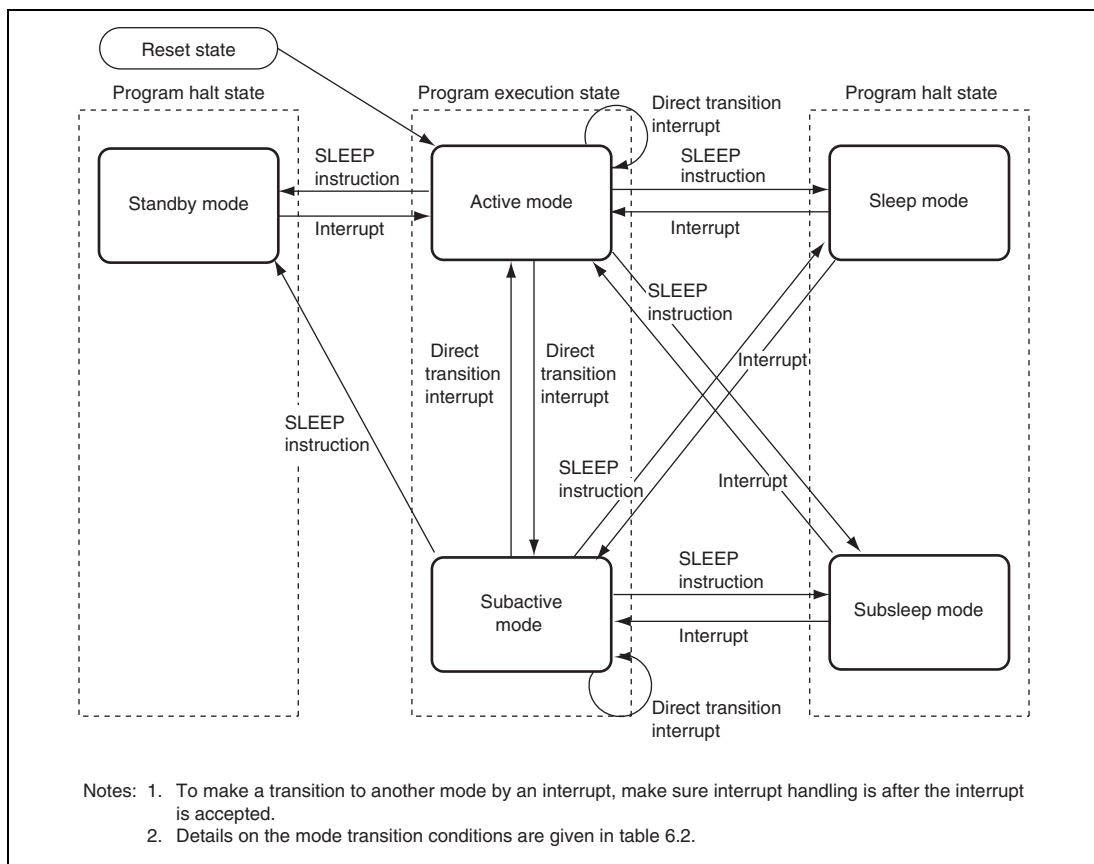 Reset state
Program halt state
Program execution state
Program halt state
Direct transition
interrupt
SLEEP
instruction
SLEEP
instruction
Standby mode
Active mode
Sleep mode
Interrupt
Interrupt
SLEEP
instruction
Direct
transition
interrupt
Direct
transition
interrupt
Interrupt
SLEEP
instruction
SLEEP
instruction
Interrupt
SLEEP
instruction
Subactive
mode
Subsleep mode
Interrupt
Direct transition
interrupt
Notes: 1. To make a transition to another mode by an interrupt, make sure interrupt handling is after the interrupt
is accepted.
2. Details on the mode transition conditions are given in table 6.2.